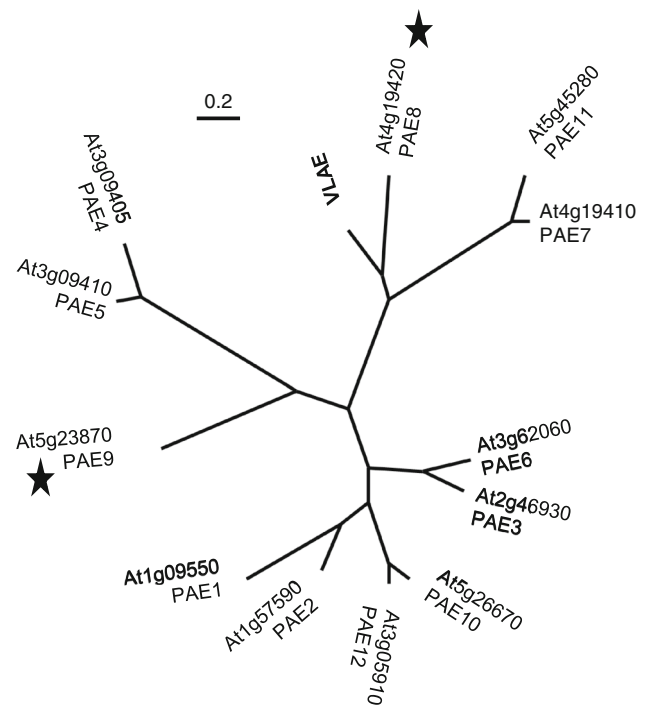 At4g19420
PAE8
0.2
At5g45280
PAE11
VLAE
At3g09405
PAE4
At4g19410
PAE7
At3g09410
PAE5
At5g23870
PAE9
At3g62060
PAE6
At2g46930
PAE3
At1g09550
PAE1
At1g57590
PAE2
At3g05910
PAE12
At5g26670
PAE10